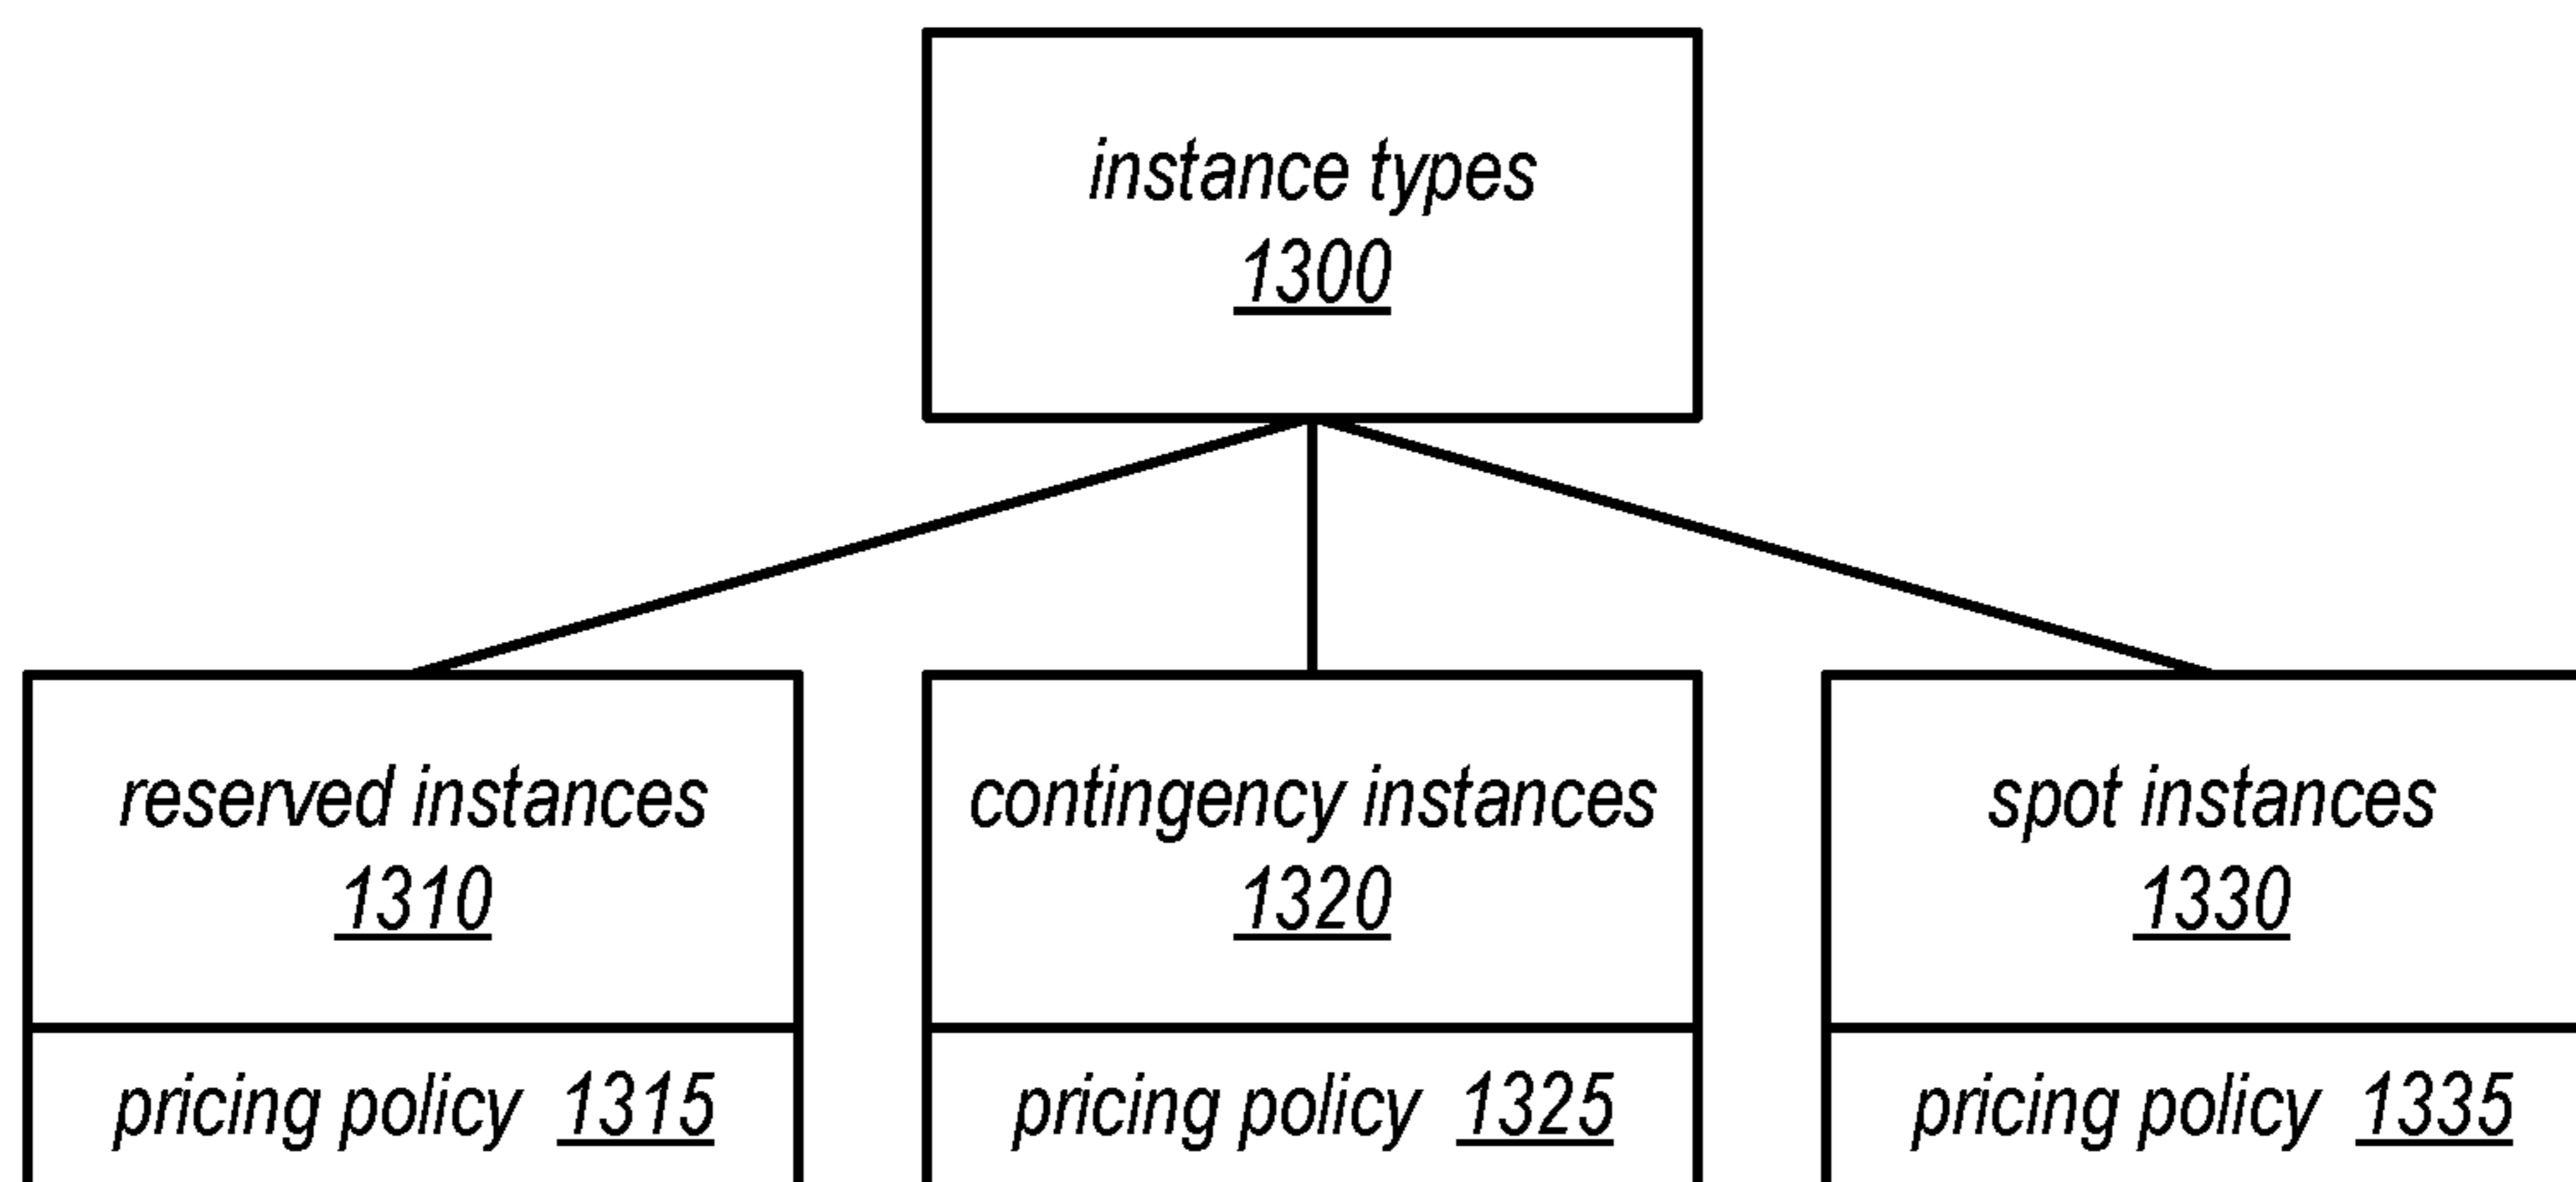 instance types
1300
reserved instances
1310
contingency instances
1320
spot instances
1330
pricing policy 1315
pricing policy 1325
pricing policy 1335